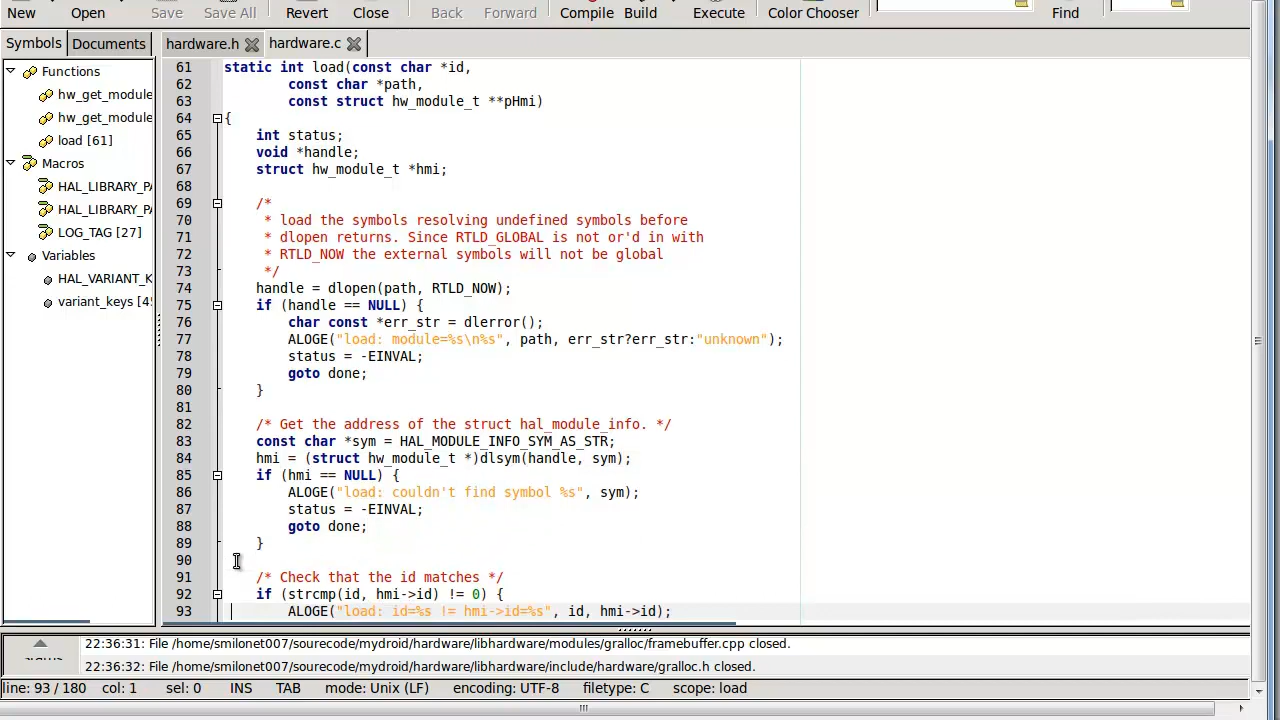 New Open Save Save All Revert Close Back Forward Compile Build Execute Color Chooser Find
Symbols Documents hardware.h hardware.c
Functions
hw_get_module
hw_get_module
load [61]
Macros
HAL_LIBRARY_PA
HAL_LIBRARY_PA
LOG_TAG [27]
Variables
HAL_VARIANT_K
variant_keys [45
61 static int load(const char *id,
62 const char *path,
63 const struct hw_module_t **pHmi)
64 {
65 int status;
66 void *handle;
67 struct hw_module_t *hmi;
68
69 /*
70 * load the symbols resolving undefined symbols before
71 * dlopen returns. Since RTLD_GLOBAL is not or'd in with
72 * RTLD_NOW the external symbols will not be global
73 */
74 handle = dlopen(path, RTLD_NOW);
75 if (handle == NULL) {
76 char const *err_str = dlerror();
77 ALOGE("load: module=%s\n%s", path, err_str?err_str:"unknown");
78 status = -EINVAL;
79 goto done;
80 }
81
82 /* Get the address of the struct hal_module_info. */
83 const char *sym = HAL_MODULE_INFO_SYM_AS_STR;
84 hmi = (struct hw_module_t *)dlsym(handle, sym);
85 if (hmi == NULL) {
86 ALOGE("load: couldn't find symbol %s", sym);
87 status = -EINVAL;
88 goto done;
89 }
90
91 /* Check that the id matches */
92 if (strcmp(id, hmi->id) != 0) {
93 ALOGE("load: id=%s != hmi->id=%s", id, hmi->id);
22:36:31: File /home/smilonet007/sourecode/mydroid/hardware/libhardware/modules/gralloc/framebuffer.cpp closed.
22:36:32: File /home/smilonet007/sourecode/mydroid/hardware/libhardware/include/hardware/gralloc.h closed.
line: 93 / 180 col: 1 sel: 0 INS TAB mode: Unix (LF) encoding: UTF-8 filetype: C scope: load